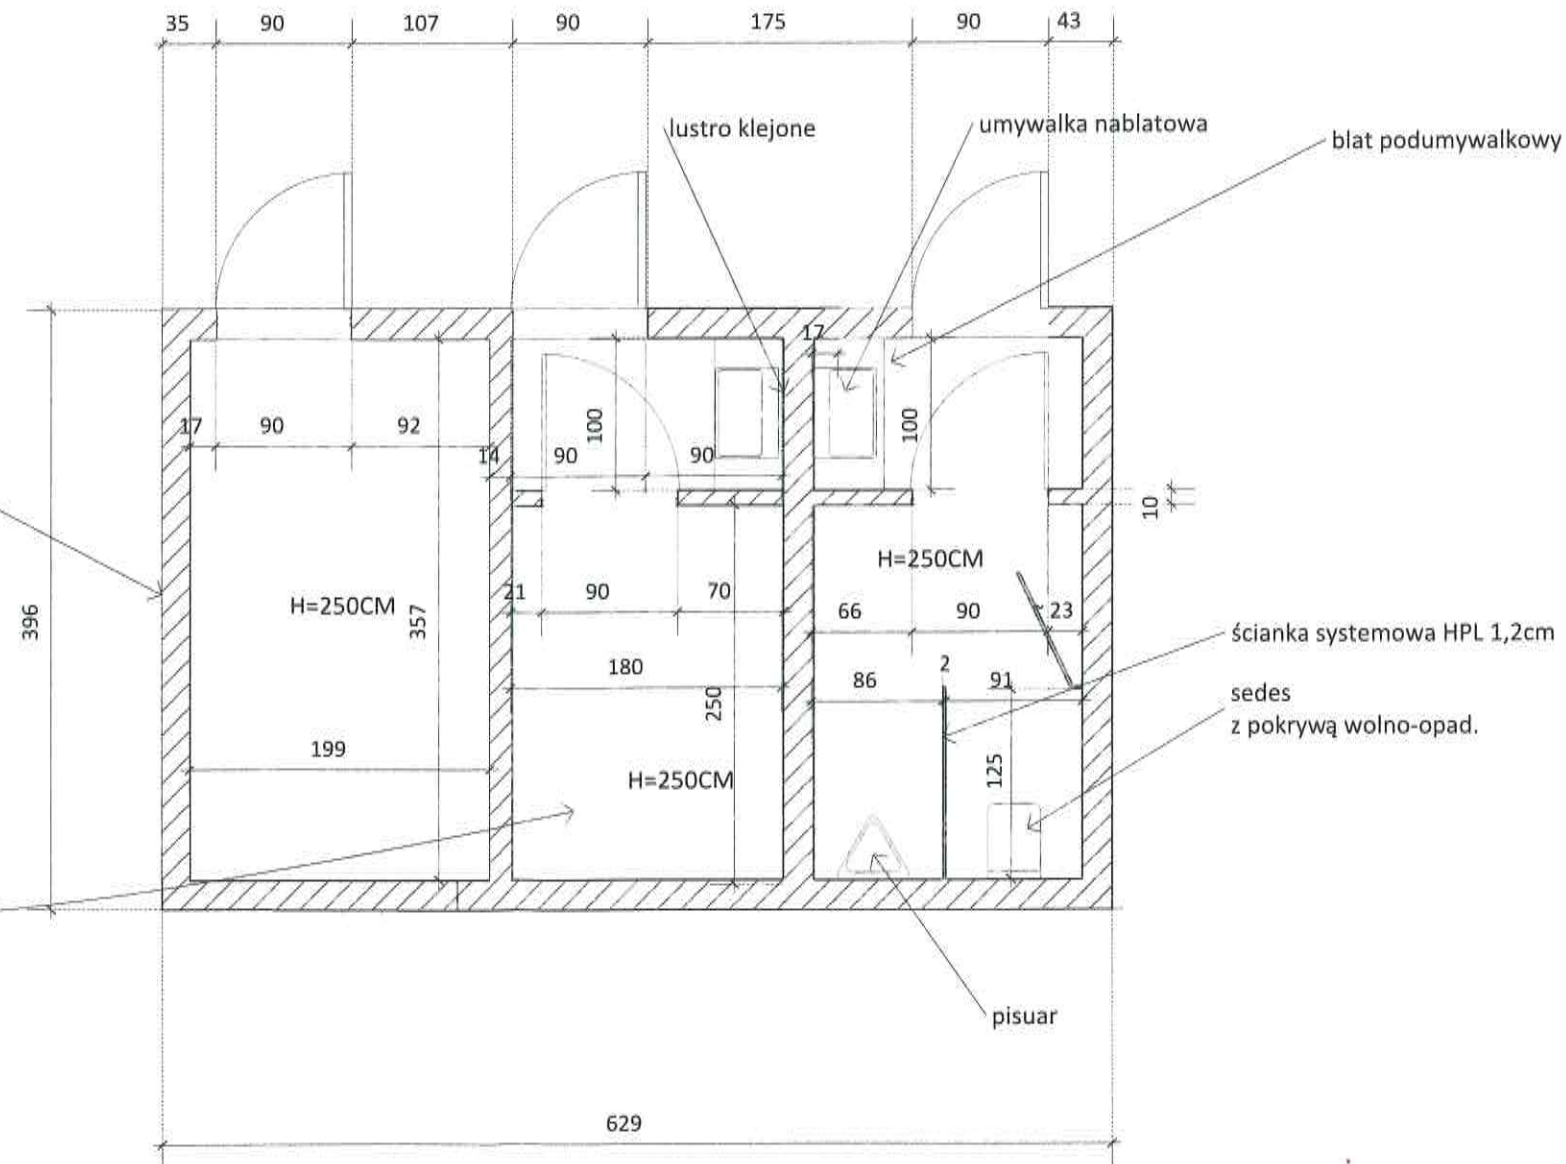 35 90 107 90 175 90 43
lustro klejone
umywalka nablatowa
blat podumywalkowy
17
17 90 92
100
100
14 90 90
10
H=250CM
H=250CM
396
357
21 90 70
66 90 23
ścianka systemowa HPL 1,2cm
180
2
86 91
250
sedes
z pokrywą wolno-opad.
199
H=250CM
125
pisuar
629